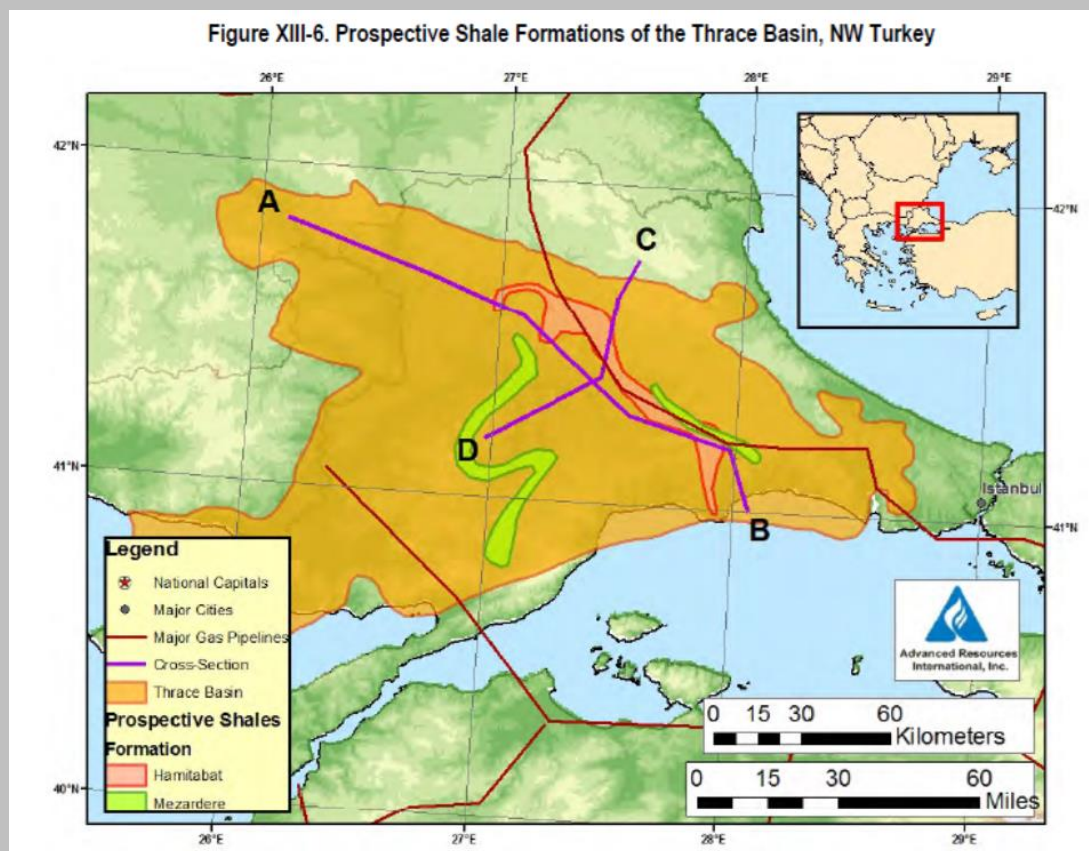 Figure XIII-6. Prospective Shale Formations of the Thrace Basin, NW Turkey
26°E 27°E 28°E 29°E
42°N
42°N
A
C
D
B
41°N
41°N
Istanbul
Legend
National Capitals
Major Cities
Major Gas Pipelines
Cross-Section
Thrace Basin
Prospective Shales
Formation
Hamitabat
Mezardere
Advanced Resources
International, Inc.
0 15 30 60
Kilometers
0 15 30 60
Miles
40°N
40°N
26°E 27°E 28°E 29°E